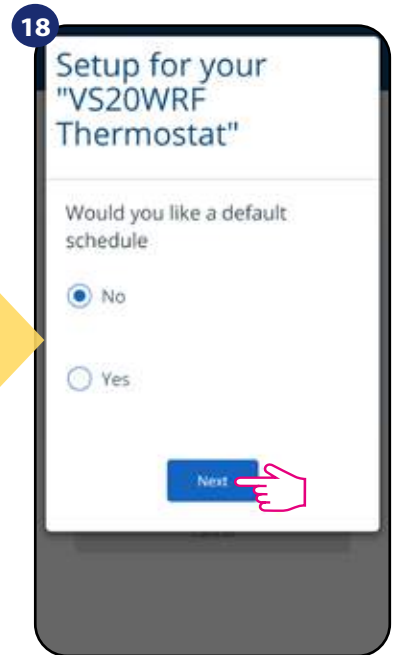 18
Setup for your
"VS20WRF
Thermostat"
Would you like a default
schedule
No
Yes
Next